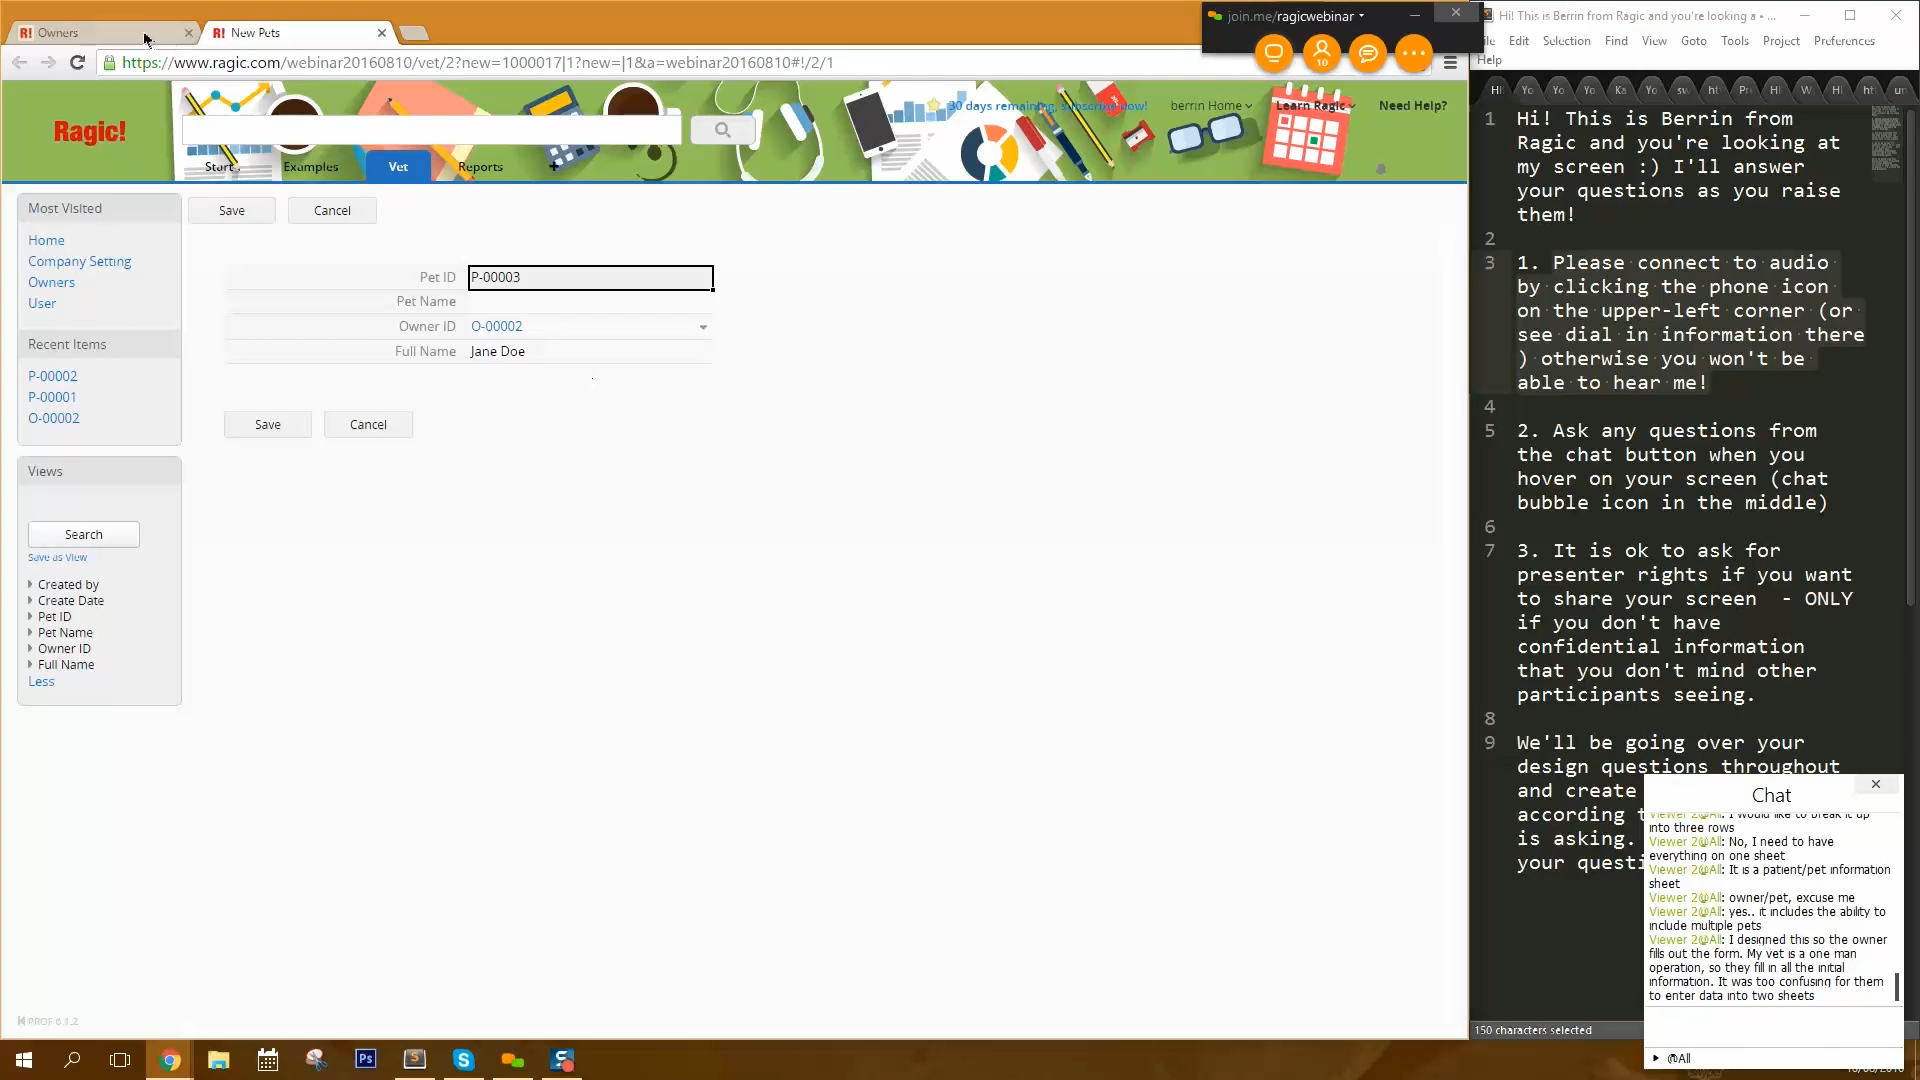 Owners
New Pets
join.me/ragicwebinar
10
https://www.ragic.com/webinar20160810/vet/2?new=1000017|1?new=|1&a=webinar20160810#!/2/1
Ragic!
30 days remaining, subscribe now!
berrin Home
Learn Ragic
Need Help?
Start
Examples
Vet
Reports
+
Most Visited
Home
Company Setting
Owners
User
Recent Items
P-00002
P-00001
O-00002
Views
Search
Save as View
Created by
Create Date
Pet ID
Pet Name
Owner ID
Full Name
Less
PROF 6.1.2
Save
Cancel
Pet ID P-00003
Pet Name
Owner ID O-00002
Full Name Jane Doe
Save
Cancel
Hi! This is Berrin from Ragic and you're looking a • ...
Edit Selection Find View Goto Tools Project Preferences
Help
1 Hi! This is Berrin from
Ragic and you're looking at
my screen :) I'll answer
your questions as you raise
them!
2
3 1. Please connect to audio
by clicking the phone icon
on the upper-left corner (or
see dial in information there
) otherwise you won't be
able to hear me!
4
5 2. Ask any questions from
the chat button when you
hover on your screen (chat
bubble icon in the middle)
6
7 3. It is ok to ask for
presenter rights if you want
to share your screen - ONLY
if you don't have
confidential information
that you don't mind other
participants seeing.
8
9 We'll be going over your
design questions throughout
and create
according
is asking.
your
150 characters selected
Chat
Viewer 2@All: I would like to break it up
into three rows
Viewer 2@All: No, I need to have
everything on one sheet
Viewer 2@All: It is a patient/pet information
sheet
Viewer 2@All: owner/pet, excuse me
Viewer 2@All: yes.. it includes the ability to
include multiple pets
Viewer 2@All: I designed this so the owner
fills out the form. My vet is a one man
operation, so they fill in all the initial
information. It was too confusing for them
to enter data into two sheets
@All